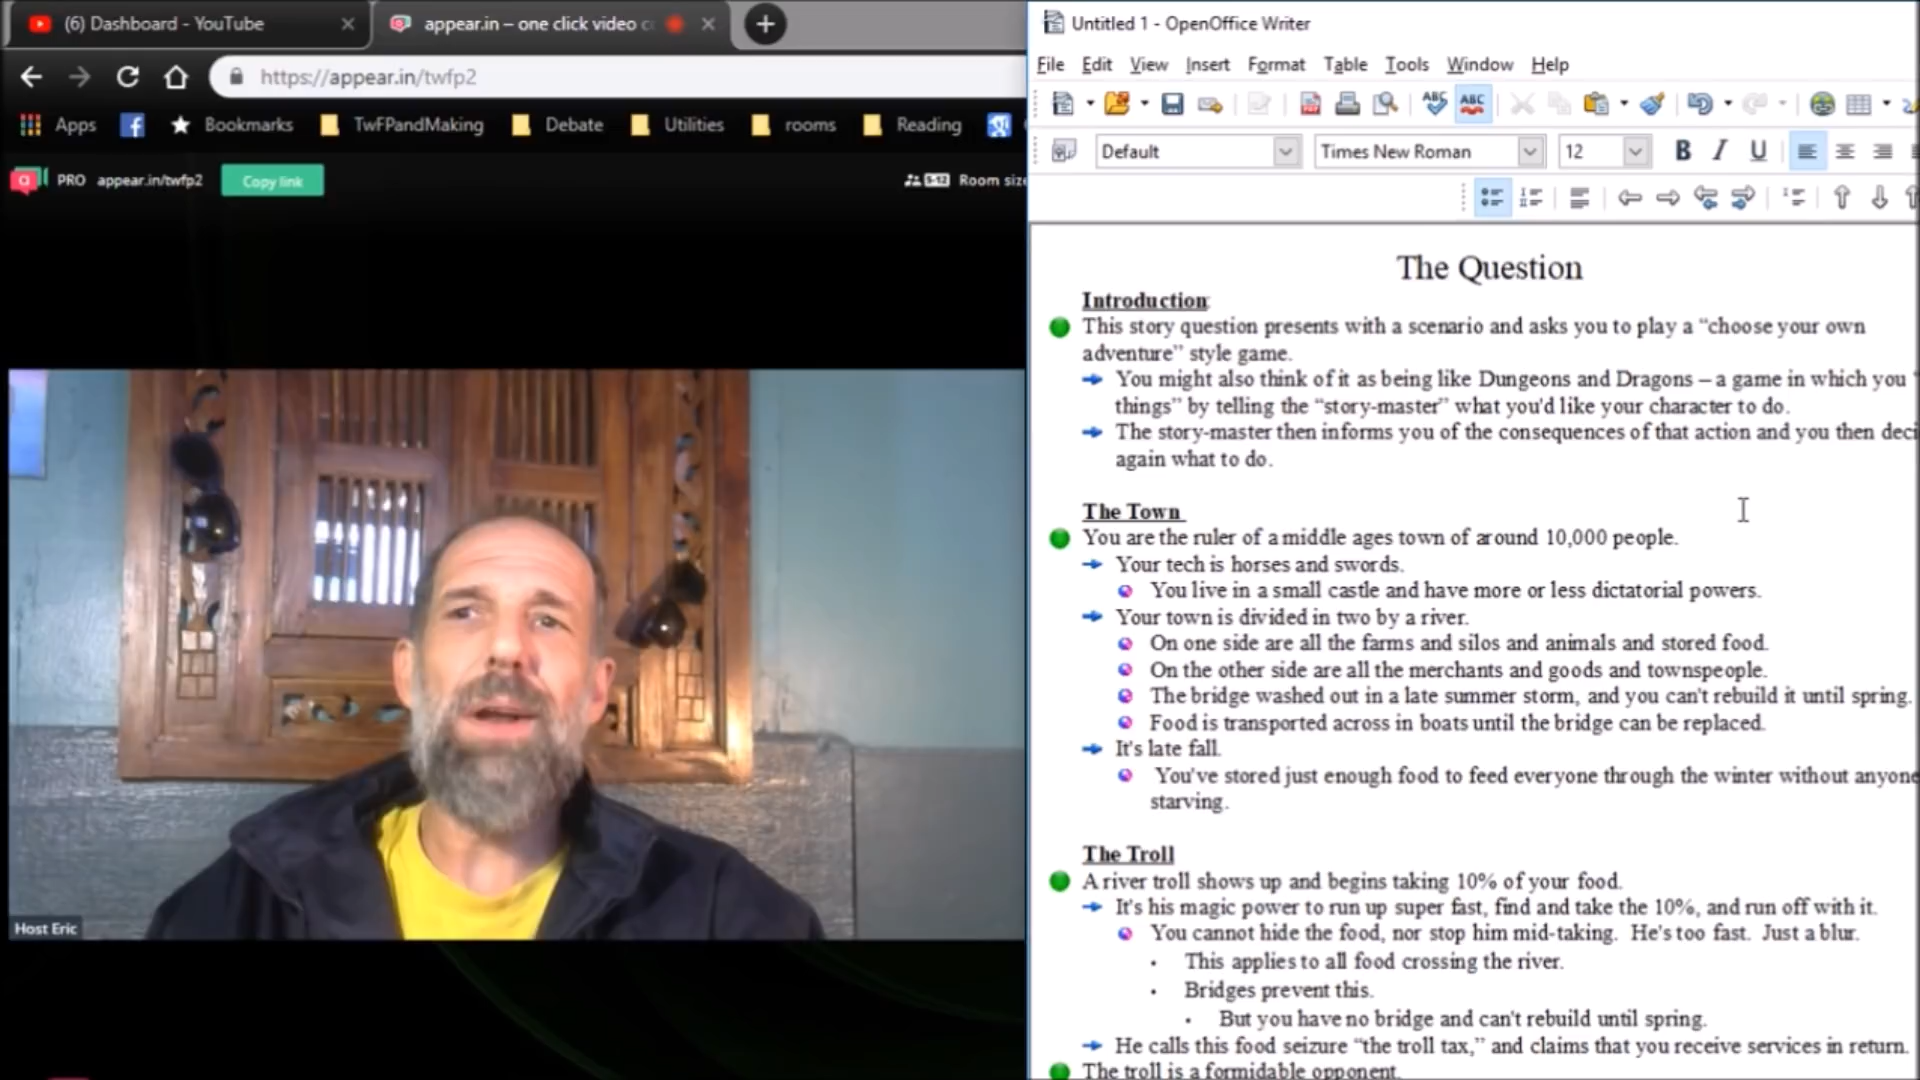 (6) Dashboard - YouTube
appear.in – one click video c
https://appear.in/twfp2
Apps
Bookmarks
TwFPandMaking
Debate
Utilities
rooms
Reading
PRO appear.in/twfp2
Copy link
5-12 Room size
Host Eric
Untitled 1 - OpenOffice Writer
File Edit View Insert Format Table Tools Window Help
ABC ABC
Default
Times New Roman
12
B I U
The Question
Introduction
This story question presents with a scenario and asks you to play a “choose your own
adventure” style game.
You might also think of it as being like Dungeons and Dragons – a game in which you “
things” by telling the “story-master” what you'd like your character to do.
The story-master then informs you of the consequences of that action and you then deci
again what to do.
The Town
You are the ruler of a middle ages town of around 10,000 people.
Your tech is horses and swords.
You live in a small castle and have more or less dictatorial powers.
Your town is divided in two by a river.
On one side are all the farms and silos and animals and stored food.
On the other side are all the merchants and goods and townspeople.
The bridge washed out in a late summer storm, and you can't rebuild it until spring.
Food is transported across in boats until the bridge can be replaced.
It's late fall.
You've stored just enough food to feed everyone through the winter without anyone
starving.
The Troll
A river troll shows up and begins taking 10% of your food.
It's his magic power to run up super fast, find and take the 10%, and run off with it.
You cannot hide the food, nor stop him mid-taking. He's too fast. Just a blur.
This applies to all food crossing the river.
Bridges prevent this.
But you have no bridge and can't rebuild until spring.
He calls this food seizure “the troll tax,” and claims that you receive services in return.
The troll is a formidable opponent.